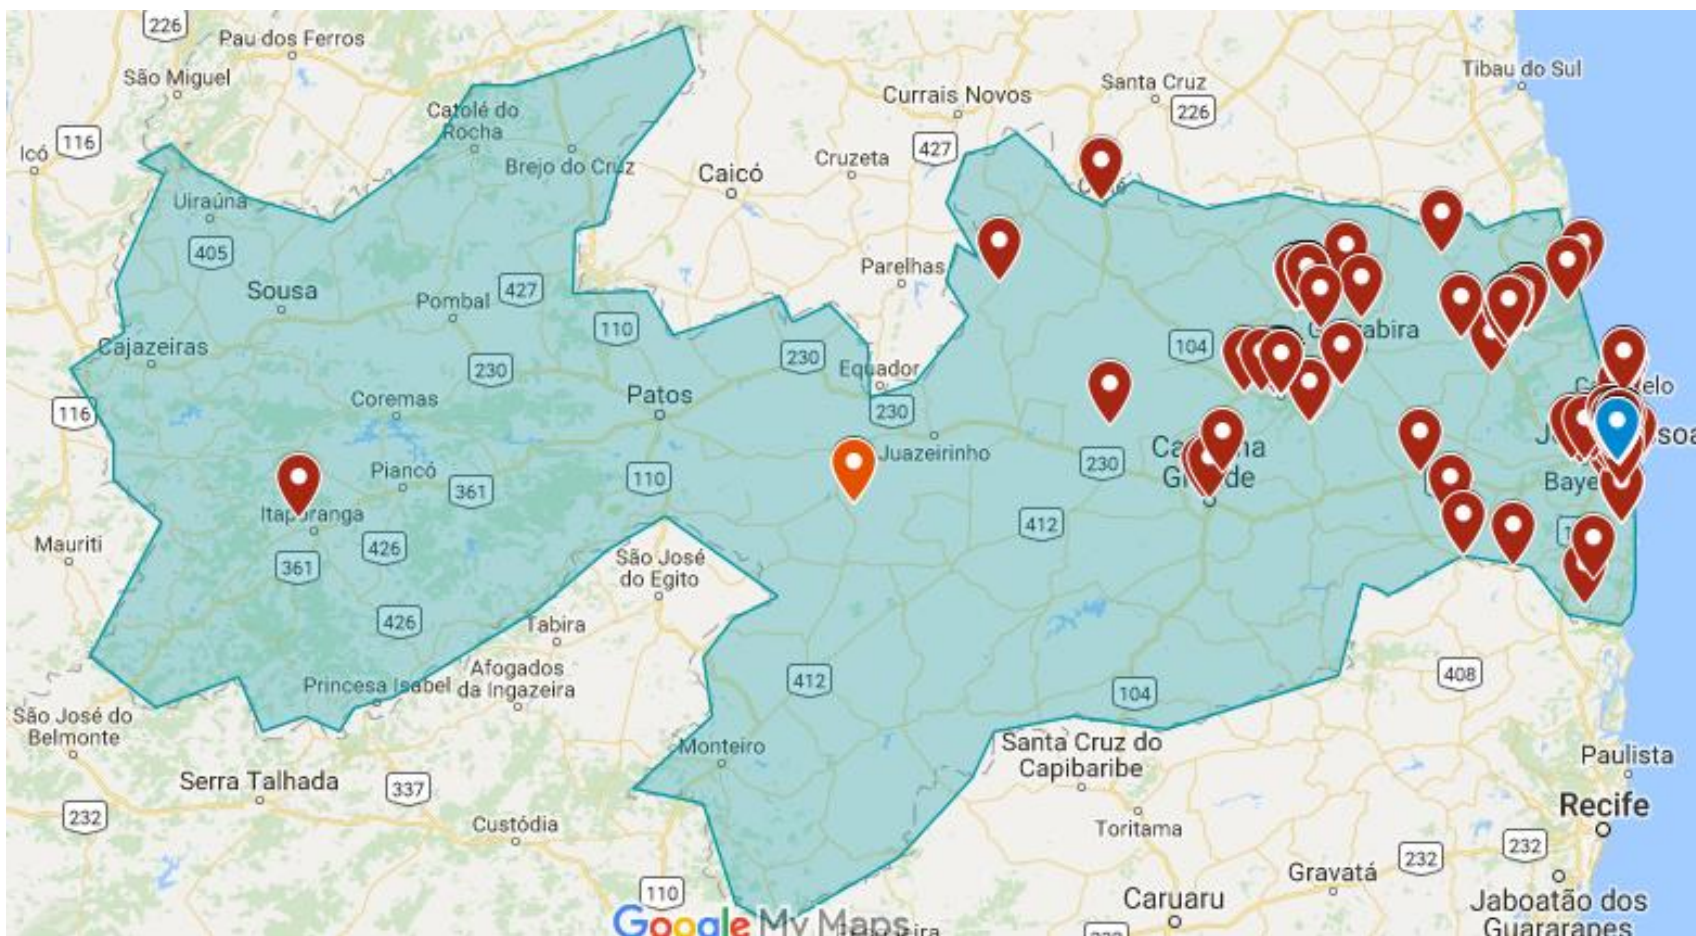 226
Pau dos Ferros
São Miguel
Tibau do Sul
Santa Cruz
Currais Novos
226
Catolé do
Rocha
116
Icó
427
Cruzeta
Brejo do Cruz
Caicó
Uiraúna
405
Parelhas
Sousa
427
Pombal
110
Cajazeiras
104
230
Equador
230
Patos
Coremas
116
230
Juazeirinho
230
Piancó
110
361
Itaporanga
412
Mauriti
426
361
São José
do Egito
426
Tabira
Afogados
da Ingazeira
Princesa Isabel
412
104
408
São José do
Belmonte
Monteiro
Santa Cruz do
Capibaribe
Paulista
Serra Talhada
337
Recife
232
Custódia
Toritama
232
232
Gravatá
110
Caruaru
Jaboatão dos
Guararapes
Google My Maps